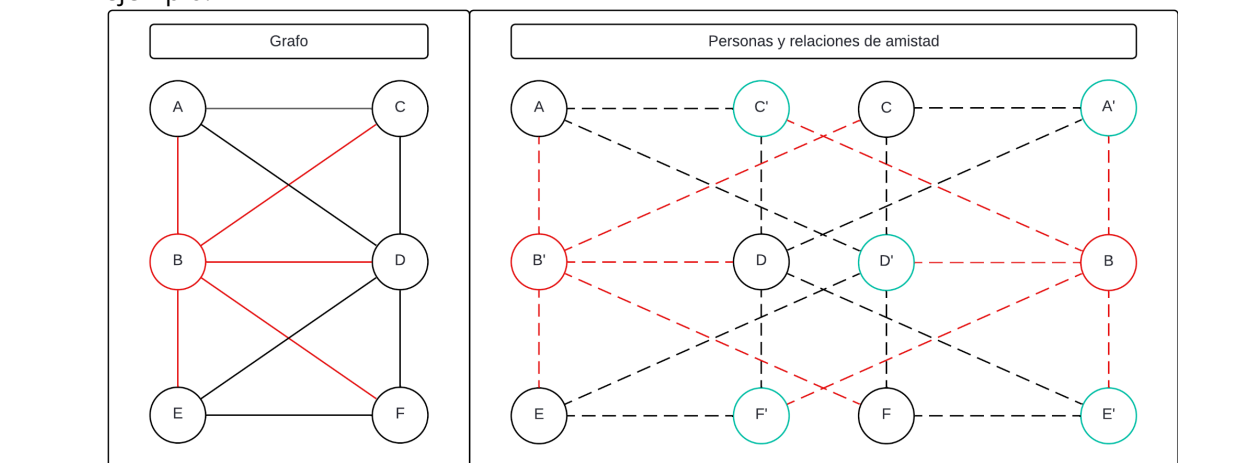 Grafo
Personas y relaciones de amistad
A
C
A
C'
C
A'
B
D
B'
D
D'
B
E
F
E
F'
F
E'